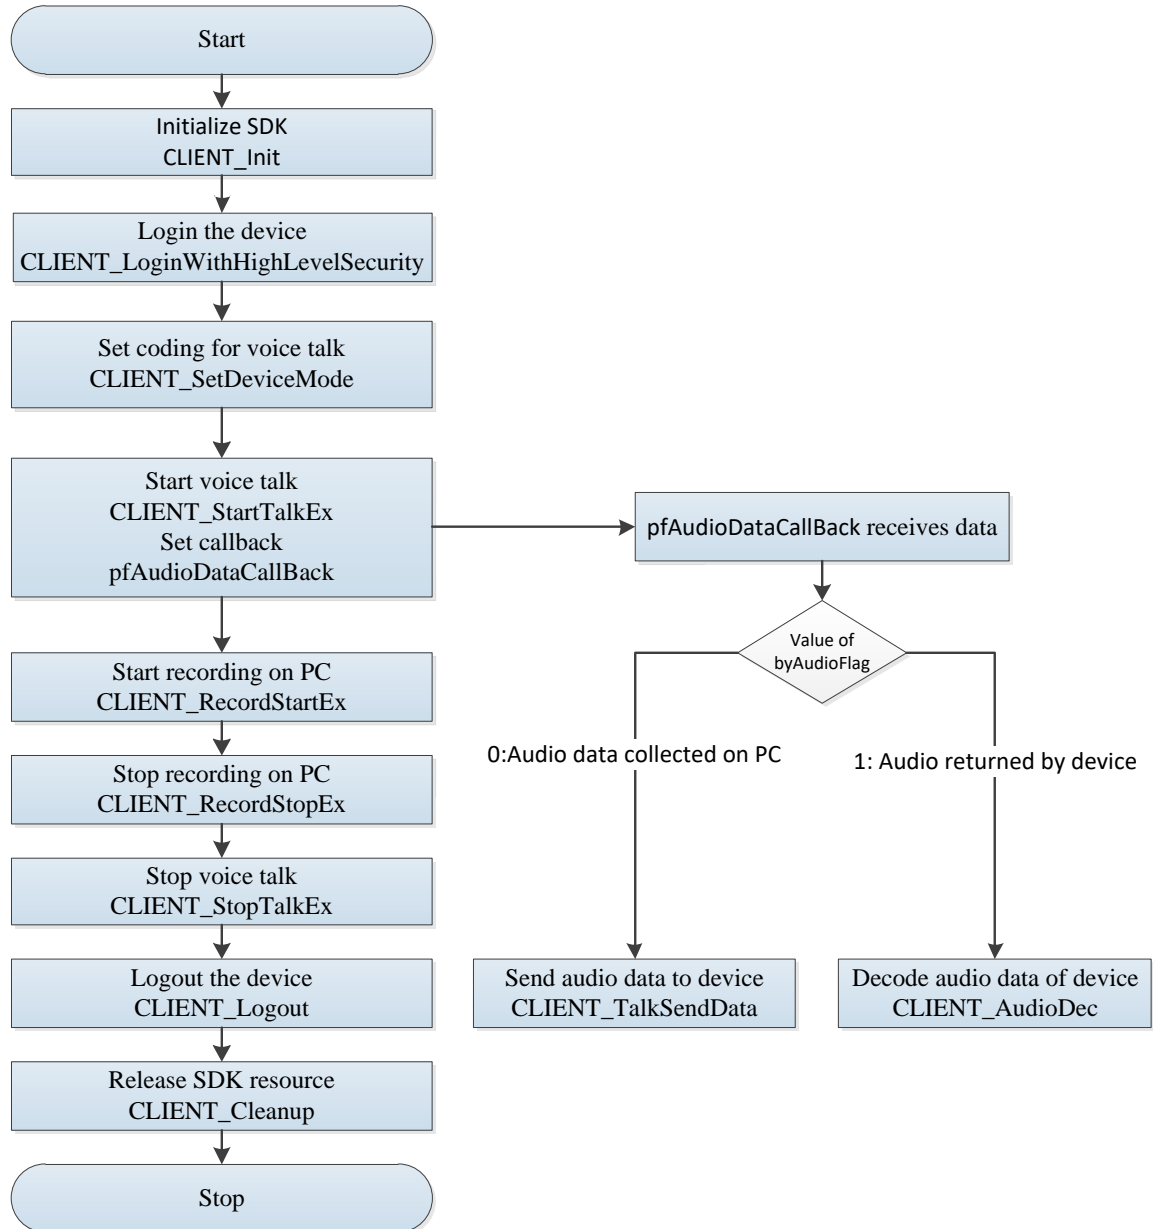 Start
Initialize SDK
CLIENT_Init
Login the device
CLIENT_LoginWithHighLevelSecurity
Set coding for voice talk
CLIENT_SetDeviceMode
Start voice talk
CLIENT_StartTalkEx
Set callback
pfAudioDataCallBack
pfAudioDataCallBack receives data
Value of
byAudioFlag
Start recording on PC
CLIENT_RecordStartEx
0:Audio data collected on PC
1: Audio returned by device
Stop recording on PC
CLIENT_RecordStopEx
Stop voice talk
CLIENT_StopTalkEx
Logout the device
CLIENT_Logout
Send audio data to device
CLIENT_TalkSendData
Decode audio data of device
CLIENT_AudioDec
Release SDK resource
CLIENT_Cleanup
Stop